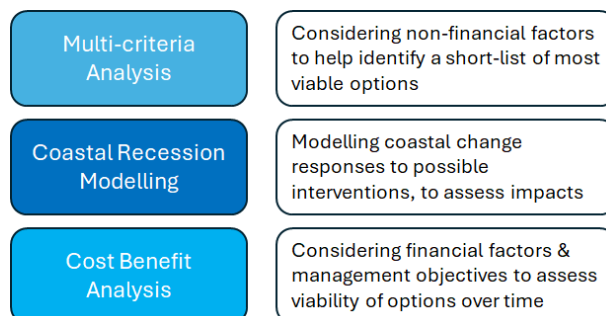 Multi-criteria
Analysis
Considering non-financial factors
to help identify a short-list of most
viable options
Coastal Recession
Modelling
Modelling coastal change
responses to possible
interventions, to assess impacts
Cost Benefit
Analysis
Considering financial factors &
management objectives to assess
viability of options over time